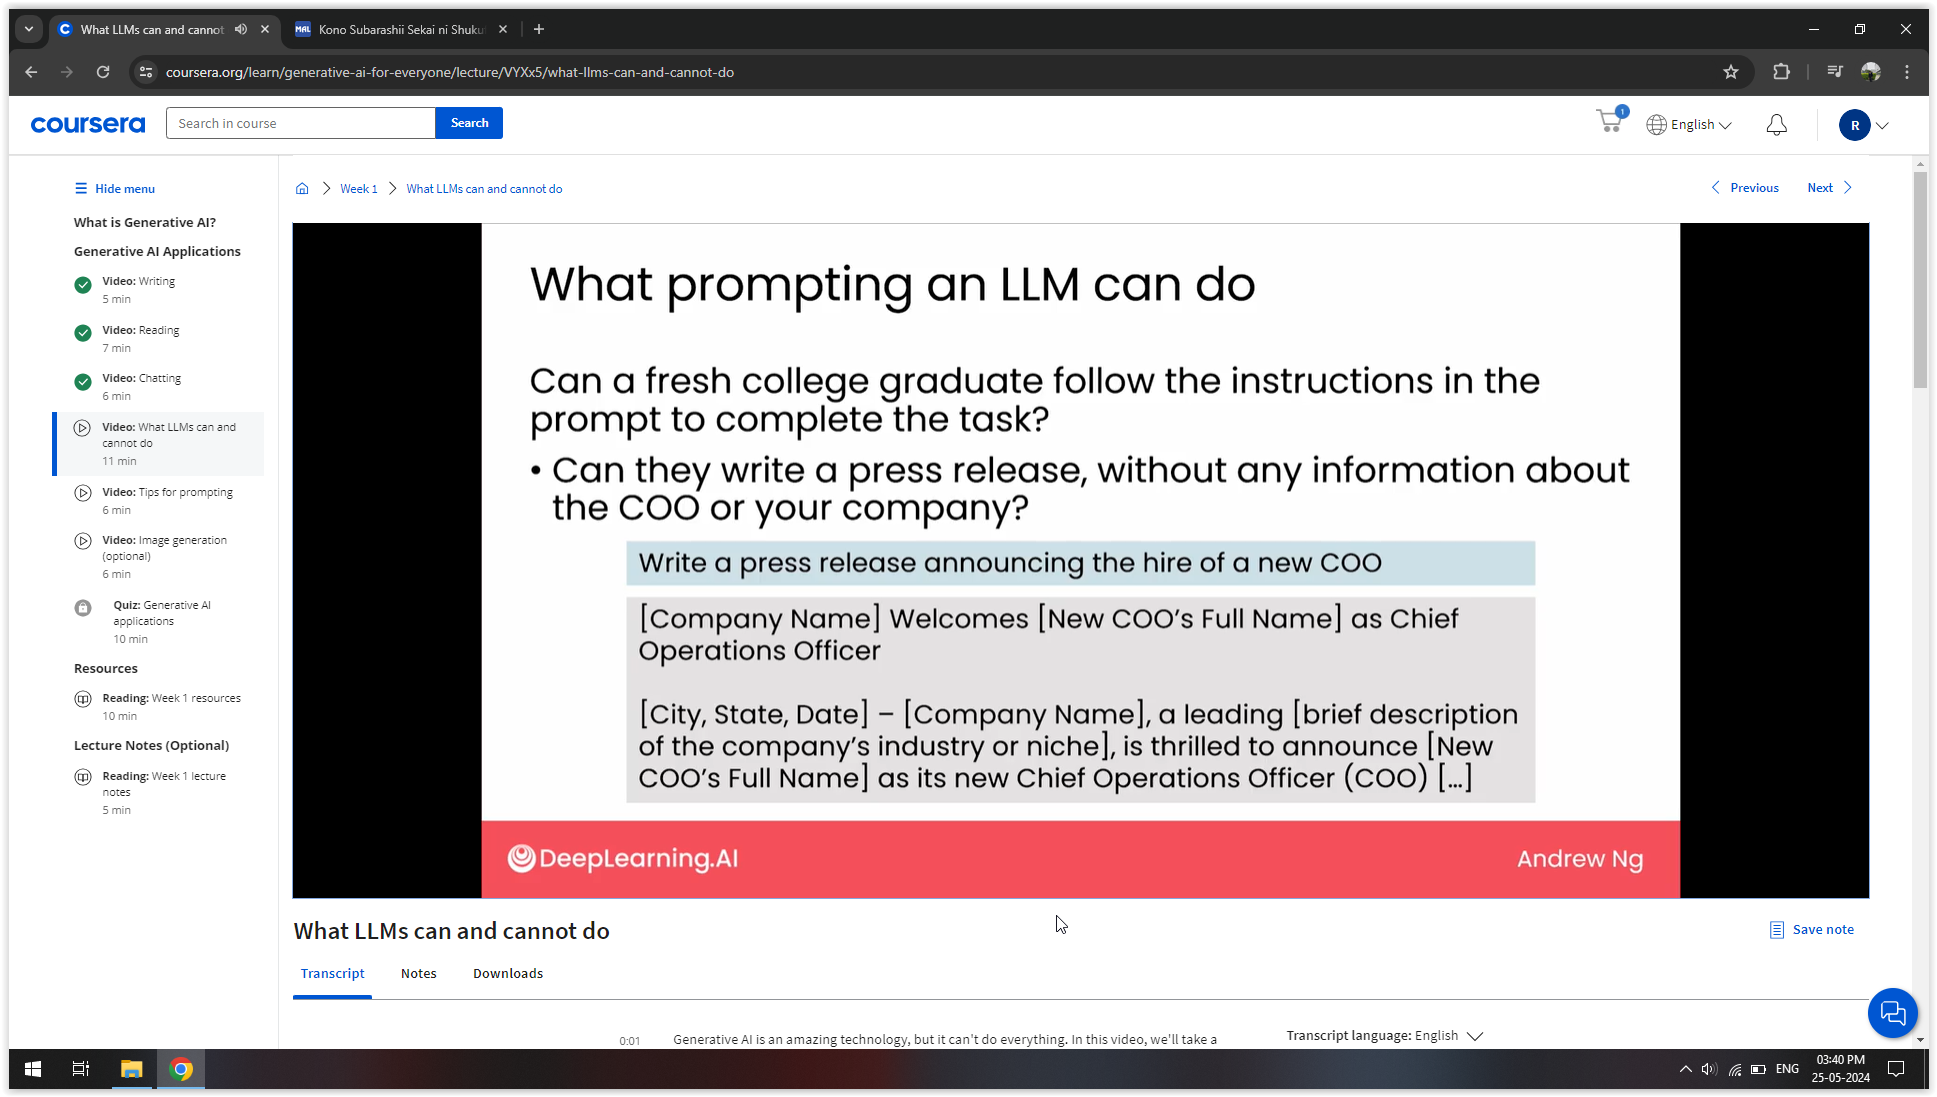 What LLMs can and cannot
Kono Subarashii Sekai ni Shuku
coursera.org/learn/generative-ai-for-everyone/lecture/VYXx5/what-llms-can-and-cannot-do
coursera
Search in course
Search
1
English
R
Hide menu
What is Generative AI?
Generative AI Applications
Video: Writing
5 min
Video: Reading
7 min
Video: Chatting
6 min
Video: What LLMs can and
cannot do
11 min
Video: Tips for prompting
6 min
Video: Image generation
(optional)
6 min
Quiz: Generative AI
applications
10 min
Resources
Reading: Week 1 resources
10 min
Lecture Notes (Optional)
Reading: Week 1 lecture
notes
5 min
Week 1
What LLMs can and cannot do
Previous
Next
What prompting an LLM can do
Can a fresh college graduate follow the instructions in the
prompt to complete the task?
• Can they write a press release, without any information about
the COO or your company?
Write a press release announcing the hire of a new COO
[Company Name] Welcomes [New COO’s Full Name] as Chief
Operations Officer
[City, State, Date] – [Company Name], a leading [brief description
of the company’s industry or niche], is thrilled to announce [New
COO’s Full Name] as its new Chief Operations Officer (COO) […]
DeepLearning.AI
Andrew Ng
What LLMs can and cannot do
Save note
Transcript
Notes
Downloads
0:01
Generative AI is an amazing technology, but it can't do everything. In this video, we'll take a
Transcript language: English
ENG
03:40 PM
25-05-2024